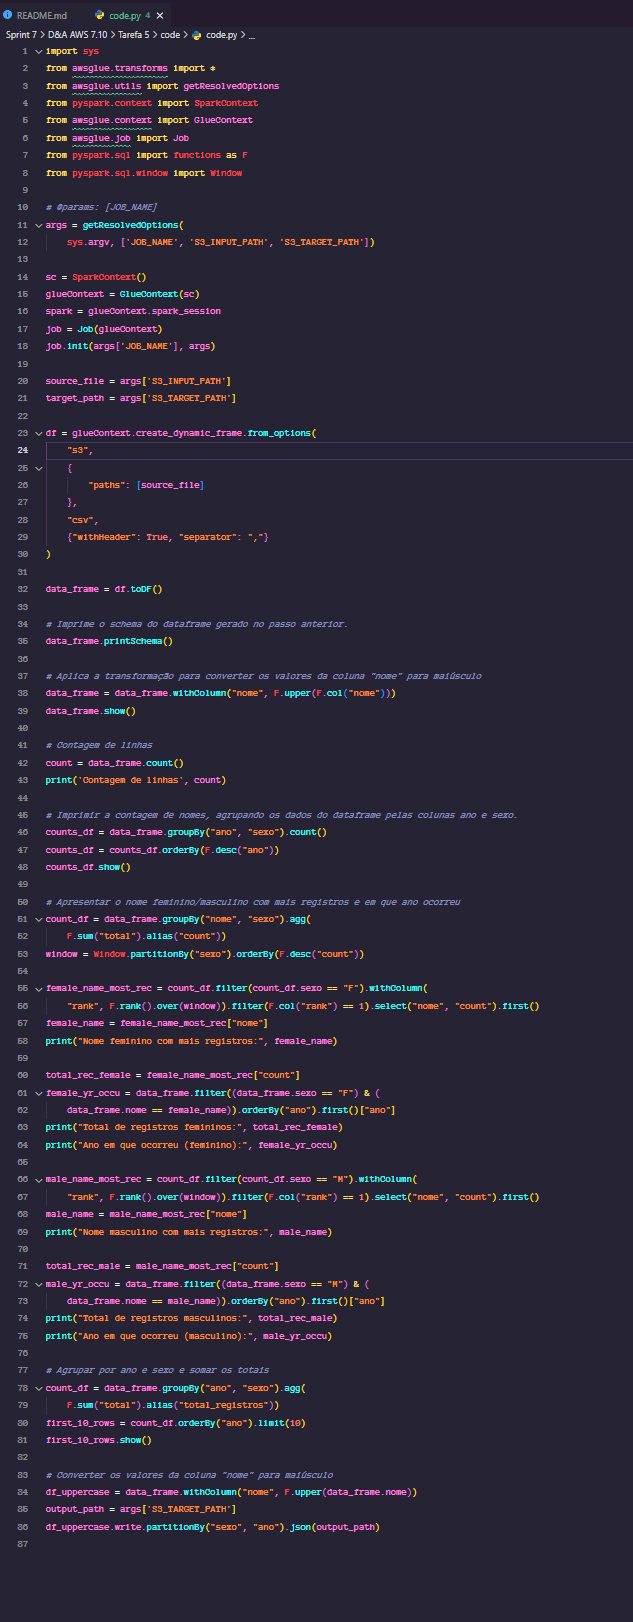 README.md code.py 4 ×
Sprint 7 > D&A AWS 7.10 > Tarefa 5 > code > code.py > ...
1 import sys
2 from awsglue.transforms import *
3 from awsglue.utils import getResolvedOptions
4 from pyspark.context import SparkContext
5 from awsglue.context import GlueContext
6 from awsglue.job import Job
7 from pyspark.sql import functions as F
8 from pyspark.sql.window import Window
9
10 # @params: [JOB_NAME]
11 args = getResolvedOptions(
12 sys.argv, ['JOB_NAME', 'S3_INPUT_PATH', 'S3_TARGET_PATH'])
13
14 sc = SparkContext()
15 glueContext = GlueContext(sc)
16 spark = glueContext.spark_session
17 job = Job(glueContext)
18 job.init(args['JOB_NAME'], args)
19
20 source_file = args['S3_INPUT_PATH']
21 target_path = args['S3_TARGET_PATH']
22
23 df = glueContext.create_dynamic_frame.from_options(
24 "s3",
25 {
26 "paths": [source_file]
27 },
28 "csv",
29 {"withHeader": True, "separator": ","}
30 )
31
32 data_frame = df.toDF()
33
34 # Imprime o schema do dataframe gerado no passo anterior.
35 data_frame.printSchema()
36
37 # Aplica a transformação para converter os valores da coluna "nome" para maiúsculo
38 data_frame = data_frame.withColumn("nome", F.upper(F.col("nome")))
39 data_frame.show()
40
41 # Contagem de linhas
42 count = data_frame.count()
43 print('Contagem de linhas', count)
44
45 # Imprimir a contagem de nomes, agrupando os dados do dataframe pelas colunas ano e sexo.
46 counts_df = data_frame.groupBy("ano", "sexo").count()
47 counts_df = counts_df.orderBy(F.desc("ano"))
48 counts_df.show()
49
50 # Apresentar o nome feminino/masculino com mais registros e em que ano ocorreu
51 count_df = data_frame.groupBy("nome", "sexo").agg(
52 F.sum("total").alias("count"))
53 window = Window.partitionBy("sexo").orderBy(F.desc("count"))
54
55 female_name_most_rec = count_df.filter(count_df.sexo == "F").withColumn(
56 "rank", F.rank().over(window)).filter(F.col("rank") == 1).select("nome", "count").first()
57 female_name = female_name_most_rec["nome"]
58 print("Nome feminino com mais registros:", female_name)
59
60 total_rec_female = female_name_most_rec["count"]
61 female_yr_occu = data_frame.filter((data_frame.sexo == "F") & (
62 data_frame.nome == female_name)).orderBy("ano").first()["ano"]
63 print("Total de registros femininos:", total_rec_female)
64 print("Ano em que ocorreu (feminino):", female_yr_occu)
65
66 male_name_most_rec = count_df.filter(count_df.sexo == "M").withColumn(
67 "rank", F.rank().over(window)).filter(F.col("rank") == 1).select("nome", "count").first()
68 male_name = male_name_most_rec["nome"]
69 print("Nome masculino com mais registros:", male_name)
70
71 total_rec_male = male_name_most_rec["count"]
72 male_yr_occu = data_frame.filter((data_frame.sexo == "M") & (
73 data_frame.nome == male_name)).orderBy("ano").first()["ano"]
74 print("Total de registros masculinos:", total_rec_male)
75 print("Ano em que ocorreu (masculino):", male_yr_occu)
76
77 # Agrupar por ano e sexo e somar os totais
78 count_df = data_frame.groupBy("ano", "sexo").agg(
79 F.sum("total").alias("total_registros"))
80 first_10_rows = count_df.orderBy("ano").limit(10)
81 first_10_rows.show()
82
83 # Converter os valores da coluna "nome" para maiúsculo
84 df_uppercase = data_frame.withColumn("nome", F.upper(data_frame.nome))
85 output_path = args['S3_TARGET_PATH']
86 df_uppercase.write.partitionBy("sexo", "ano").json(output_path)
87